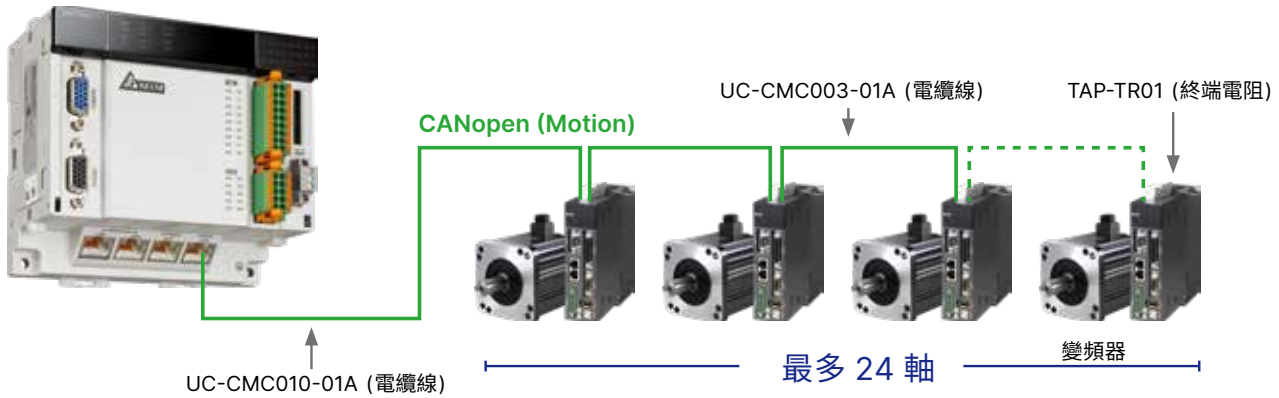 UC-CMC003-01A (電纜線)
TAP-TR01 (終端電阻)
CANopen (Motion)
變頻器
最多 24 軸
UC-CMC010-01A (電纜線)